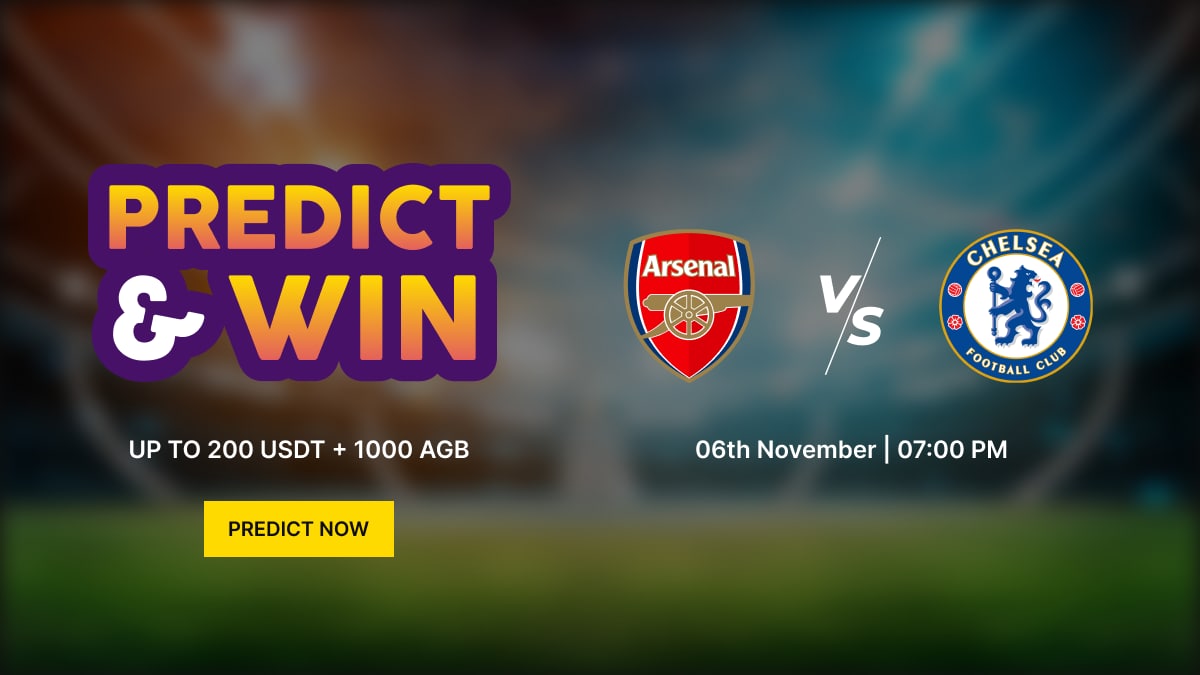 PREDICT
& WIN
UP TO 200 USDT + 1000 AGB
PREDICT NOW
Arsenal
VS
CHELSEA
FOOTBALL CLUB
06th November | 07:00 PM